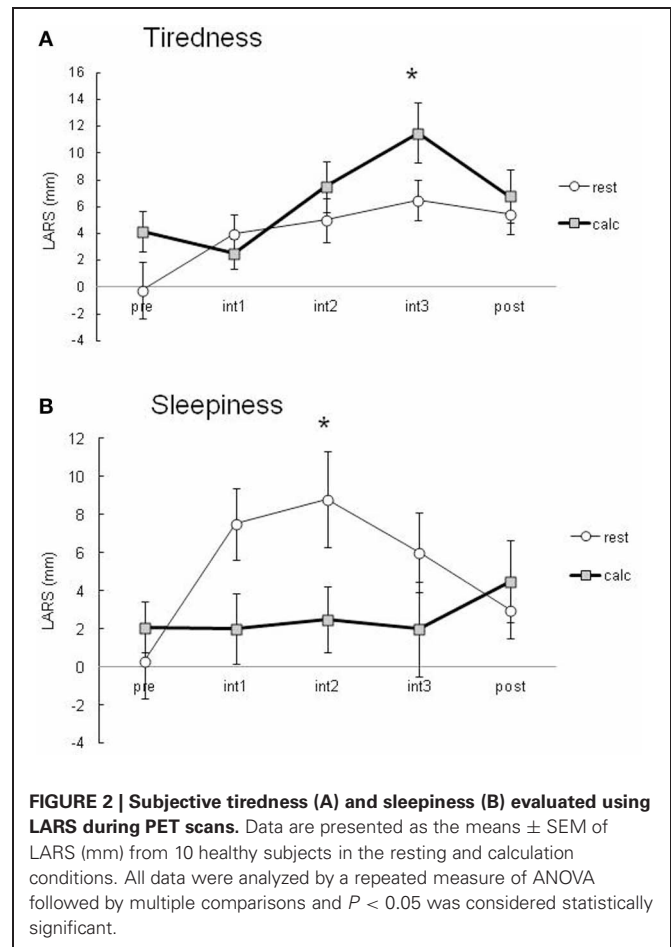 A Tiredness
*
16
14
12
10
8
6
4
2
0
-2
-4
LARS (mm)
pre int1 int2 int3 post
rest
calc
B Sleepiness
*
12
10
8
6
4
2
0
-2
-4
LARS (mm)
pre int1 int2 int3 post
rest
calc
FIGURE 2 | Subjective tiredness (A) and sleepiness (B) evaluated using
LARS during PET scans. Data are presented as the means ± SEM of
LARS (mm) from 10 healthy subjects in the resting and calculation
conditions. All data were analyzed by a repeated measure of ANOVA
followed by multiple comparisons and P < 0.05 was considered statistically
significant.